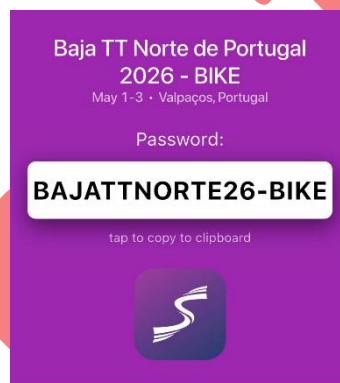 Baja TT Norte de Portugal
2026 - BIKE
May 1-3 • Valpaços, Portugal
Password:
BAJATTNORTE26-BIKE
tap to copy to clipboard